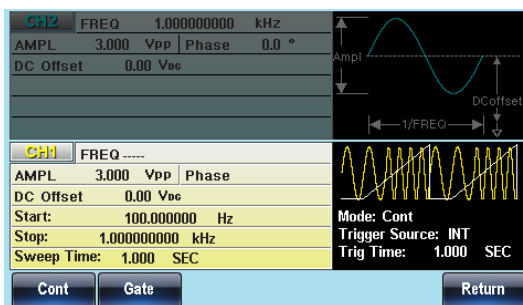 CH2 FREQ 1.000000000 kHz
AMPL 3.000 VPP Phase 0.0 °
DC Offset 0.00 VDC
Ampl
DCoffset
1/FREQ
CH1 FREQ -----
AMPL 3.000 VPP Phase
DC Offset 0.00 VDC
Start: 100.000000 Hz
Stop: 1.000000000 kHz
Sweep Time: 1.000 SEC
Mode: Cont
Trigger Source: INT
Trig Time: 1.000 SEC
Cont Gate Return